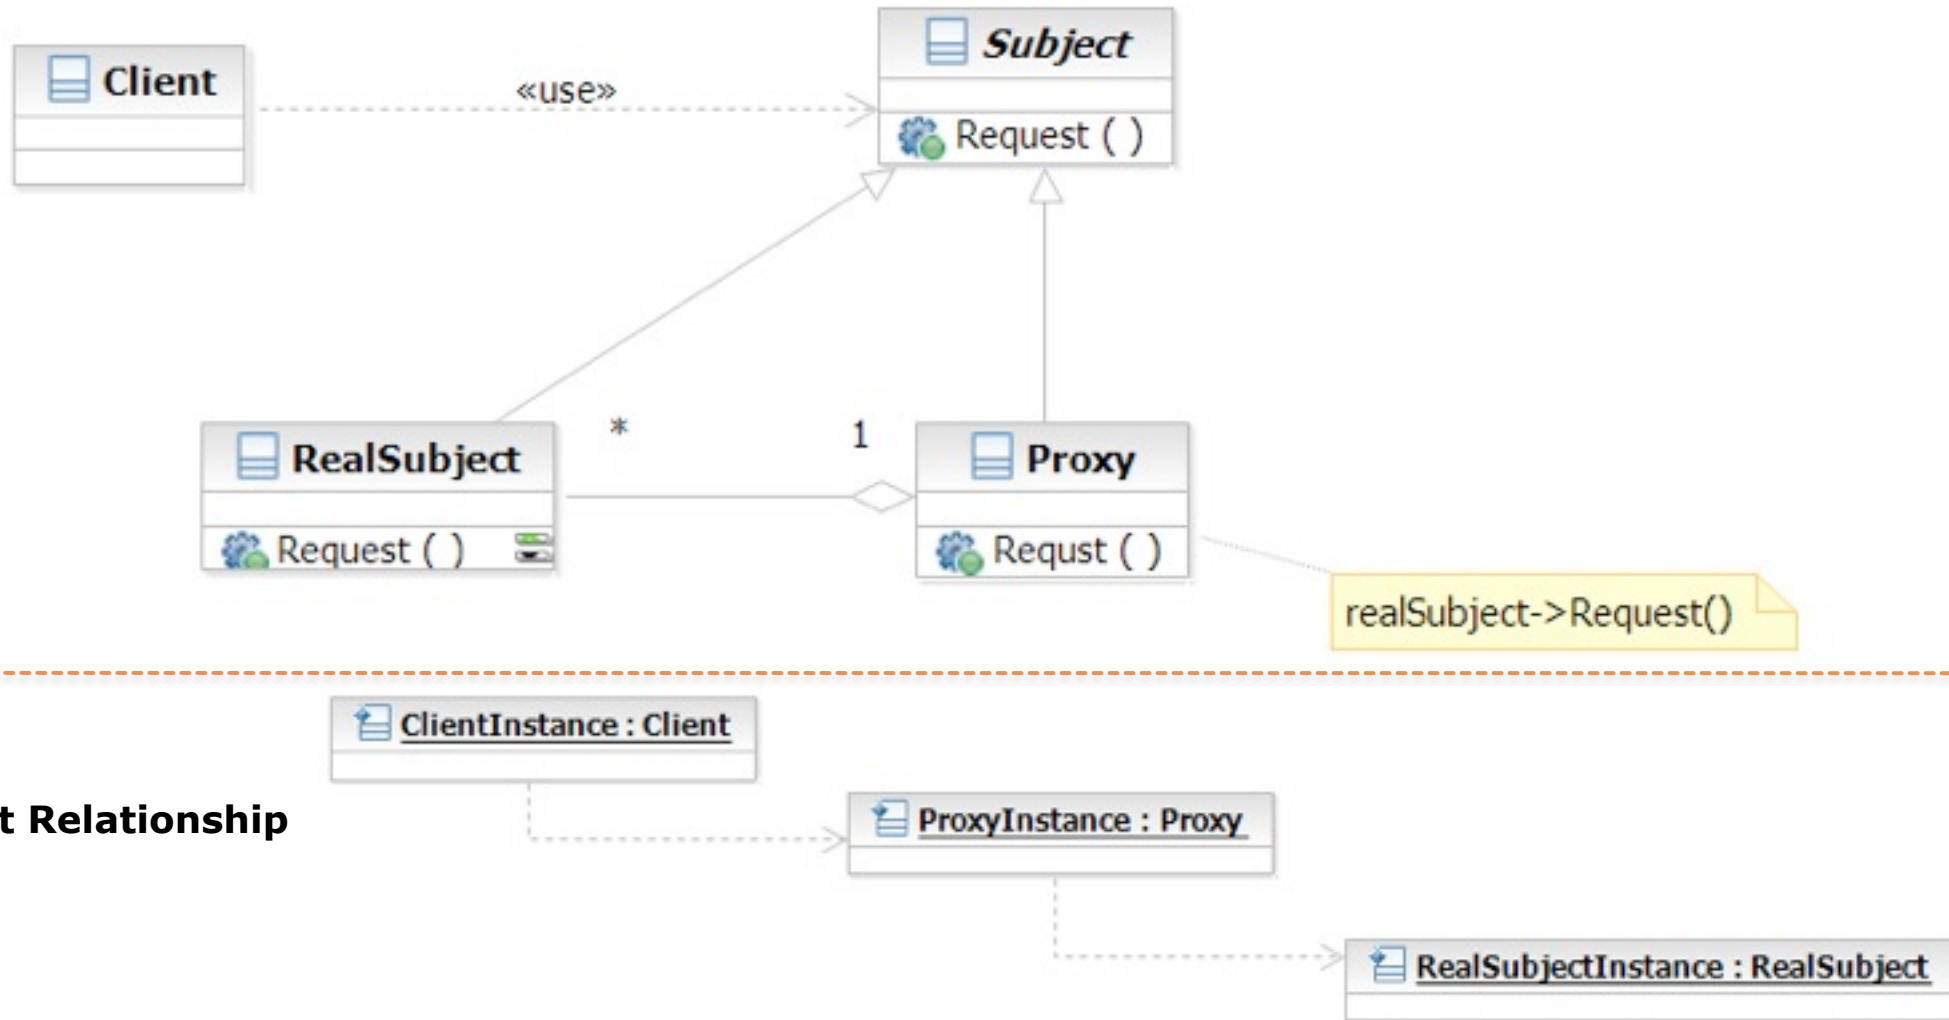 Client
«use»
Subject
Request ( )
RealSubject
Request ( )
*
1
Proxy
Requst ( )
realSubject->Request()
ClientInstance : Client
t Relationship
ProxyInstance : Proxy
RealSubjectInstance : RealSubject